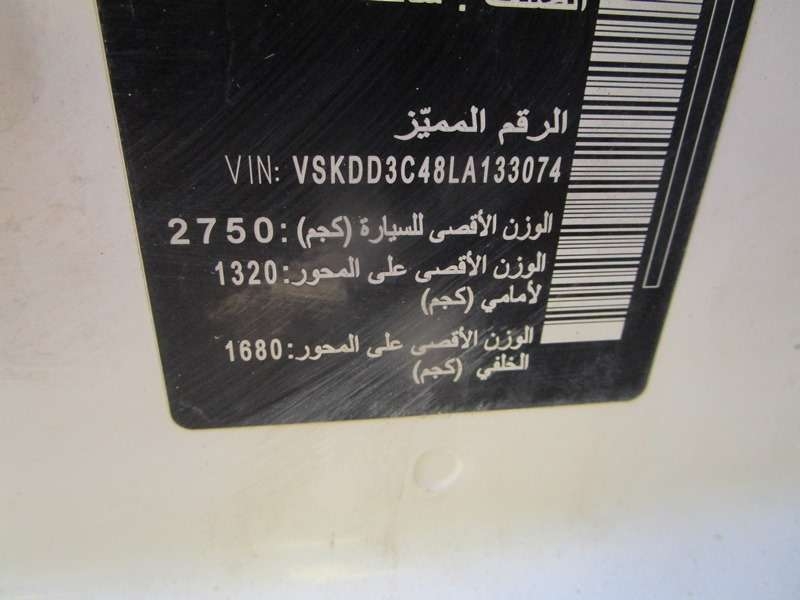 الرقم المميّز
VIN: VSKDD3C48LA133074
الوزن الأقصى للسيارة (كجم): 2750
الوزن الأقصى على المحور: 1320
لأمامي (كجم)
الوزن الأقصى على المحور: 1680
الخلفي (كجم)